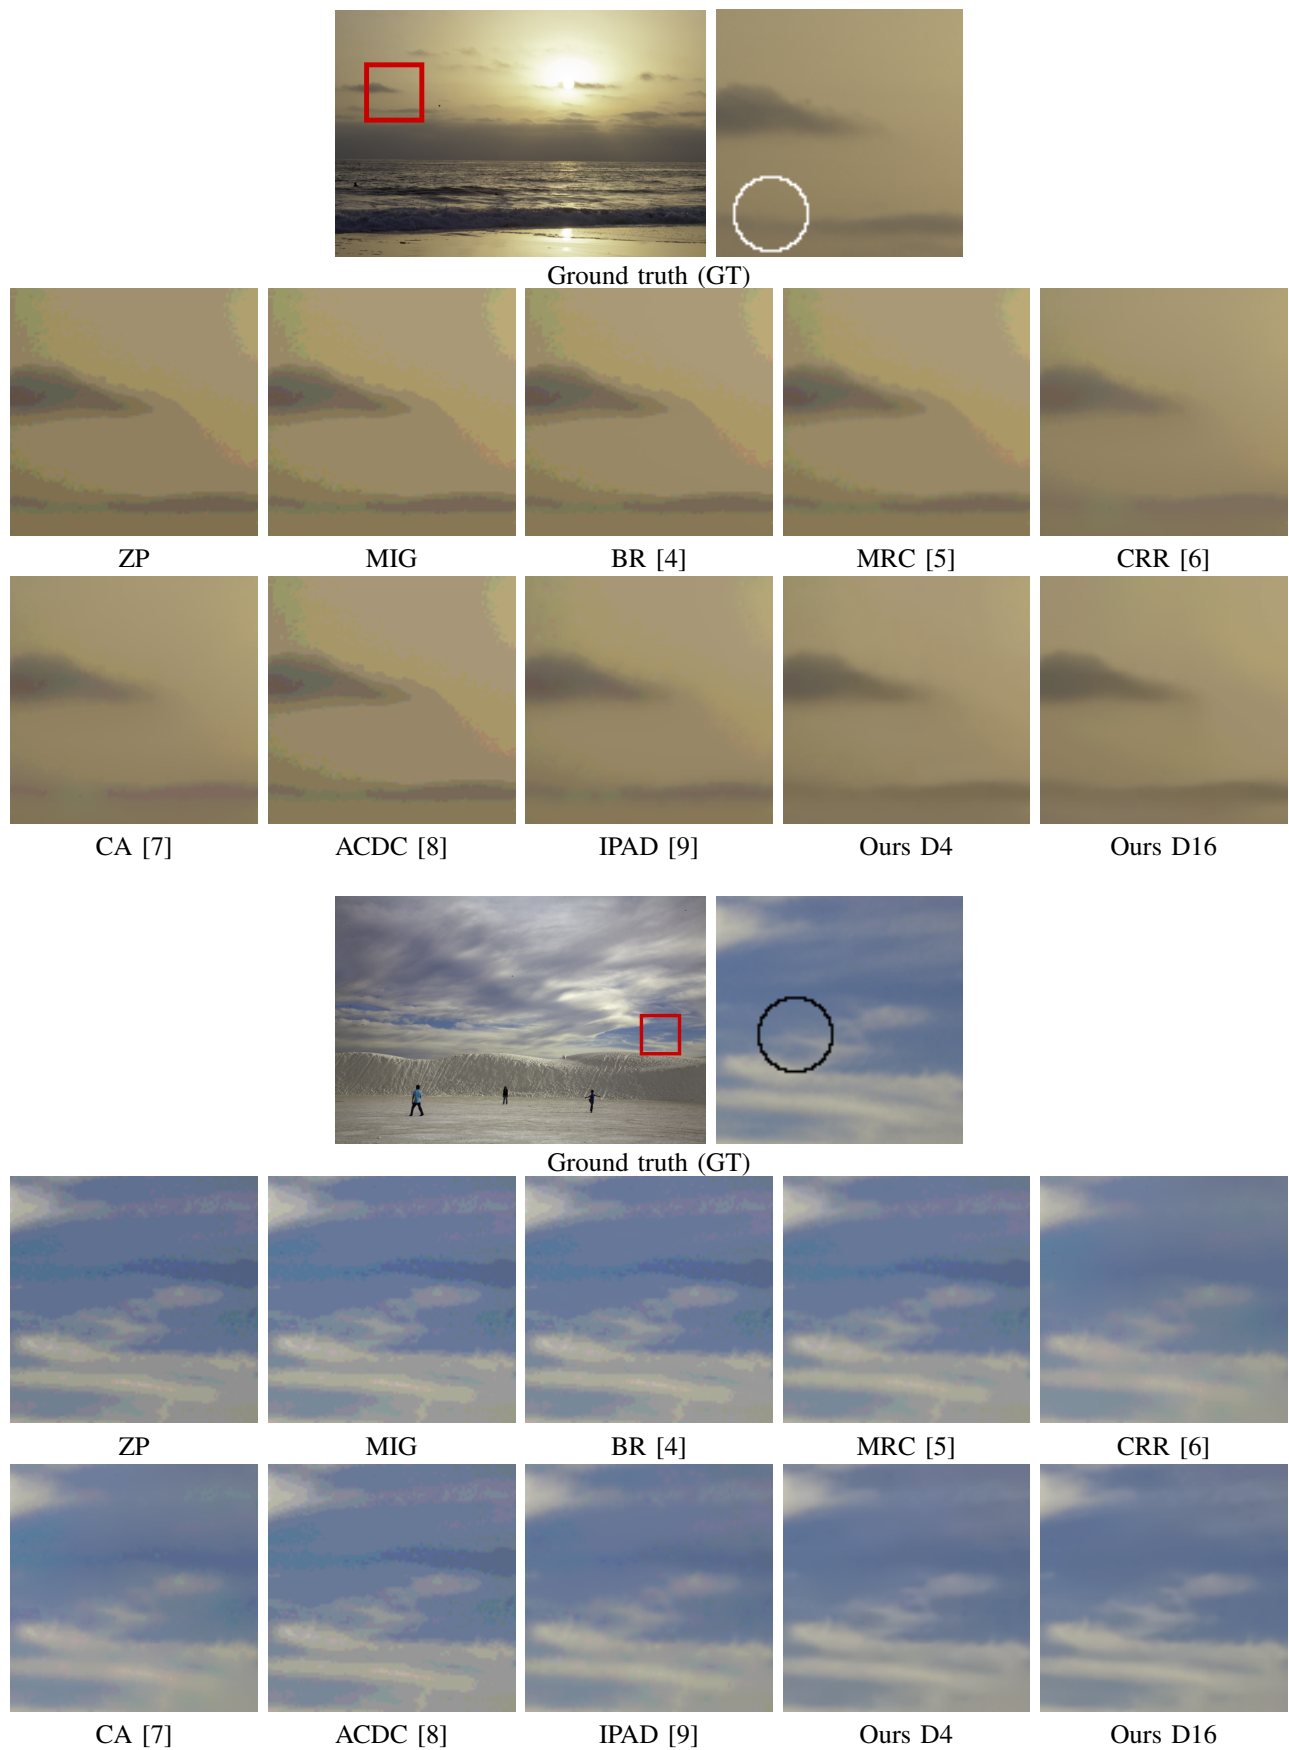 Ground truth (GT)
ZP
MIG
BR [4]
MRC [5]
CRR [6]
CA [7]
ACDC [8]
IPAD [9]
Ours D4
Ours D16
Ground truth (GT)
ZP
MIG
BR [4]
MRC [5]
CRR [6]
CA [7]
ACDC [8]
IPAD [9]
Ours D4
Ours D16